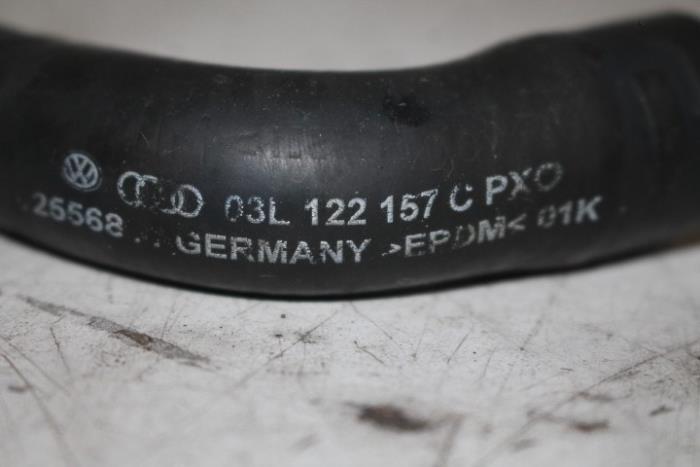 03L 122 157 C PXO
25568 .. GERMANY >EPDM< 01K